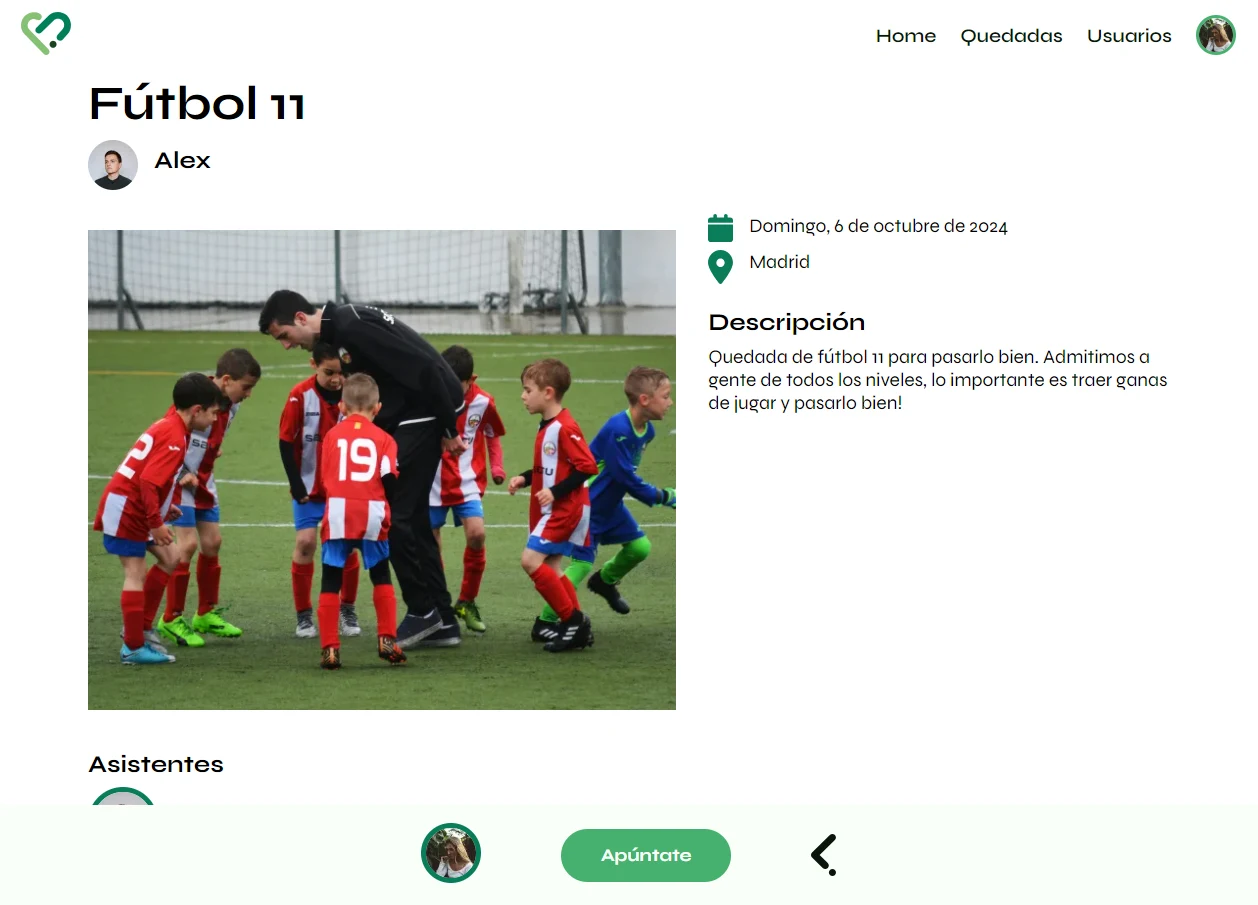 Home Quedadas Usuarios
Fútbol 11
Alex
Domingo, 6 de octubre de 2024
Madrid
Descripción
Quedada de fútbol 11 para pasarlo bien. Admitimos a
gente de todos los niveles, lo importante es traer ganas
de jugar y pasarlo bien!
2
19
Asistentes
Apúntate